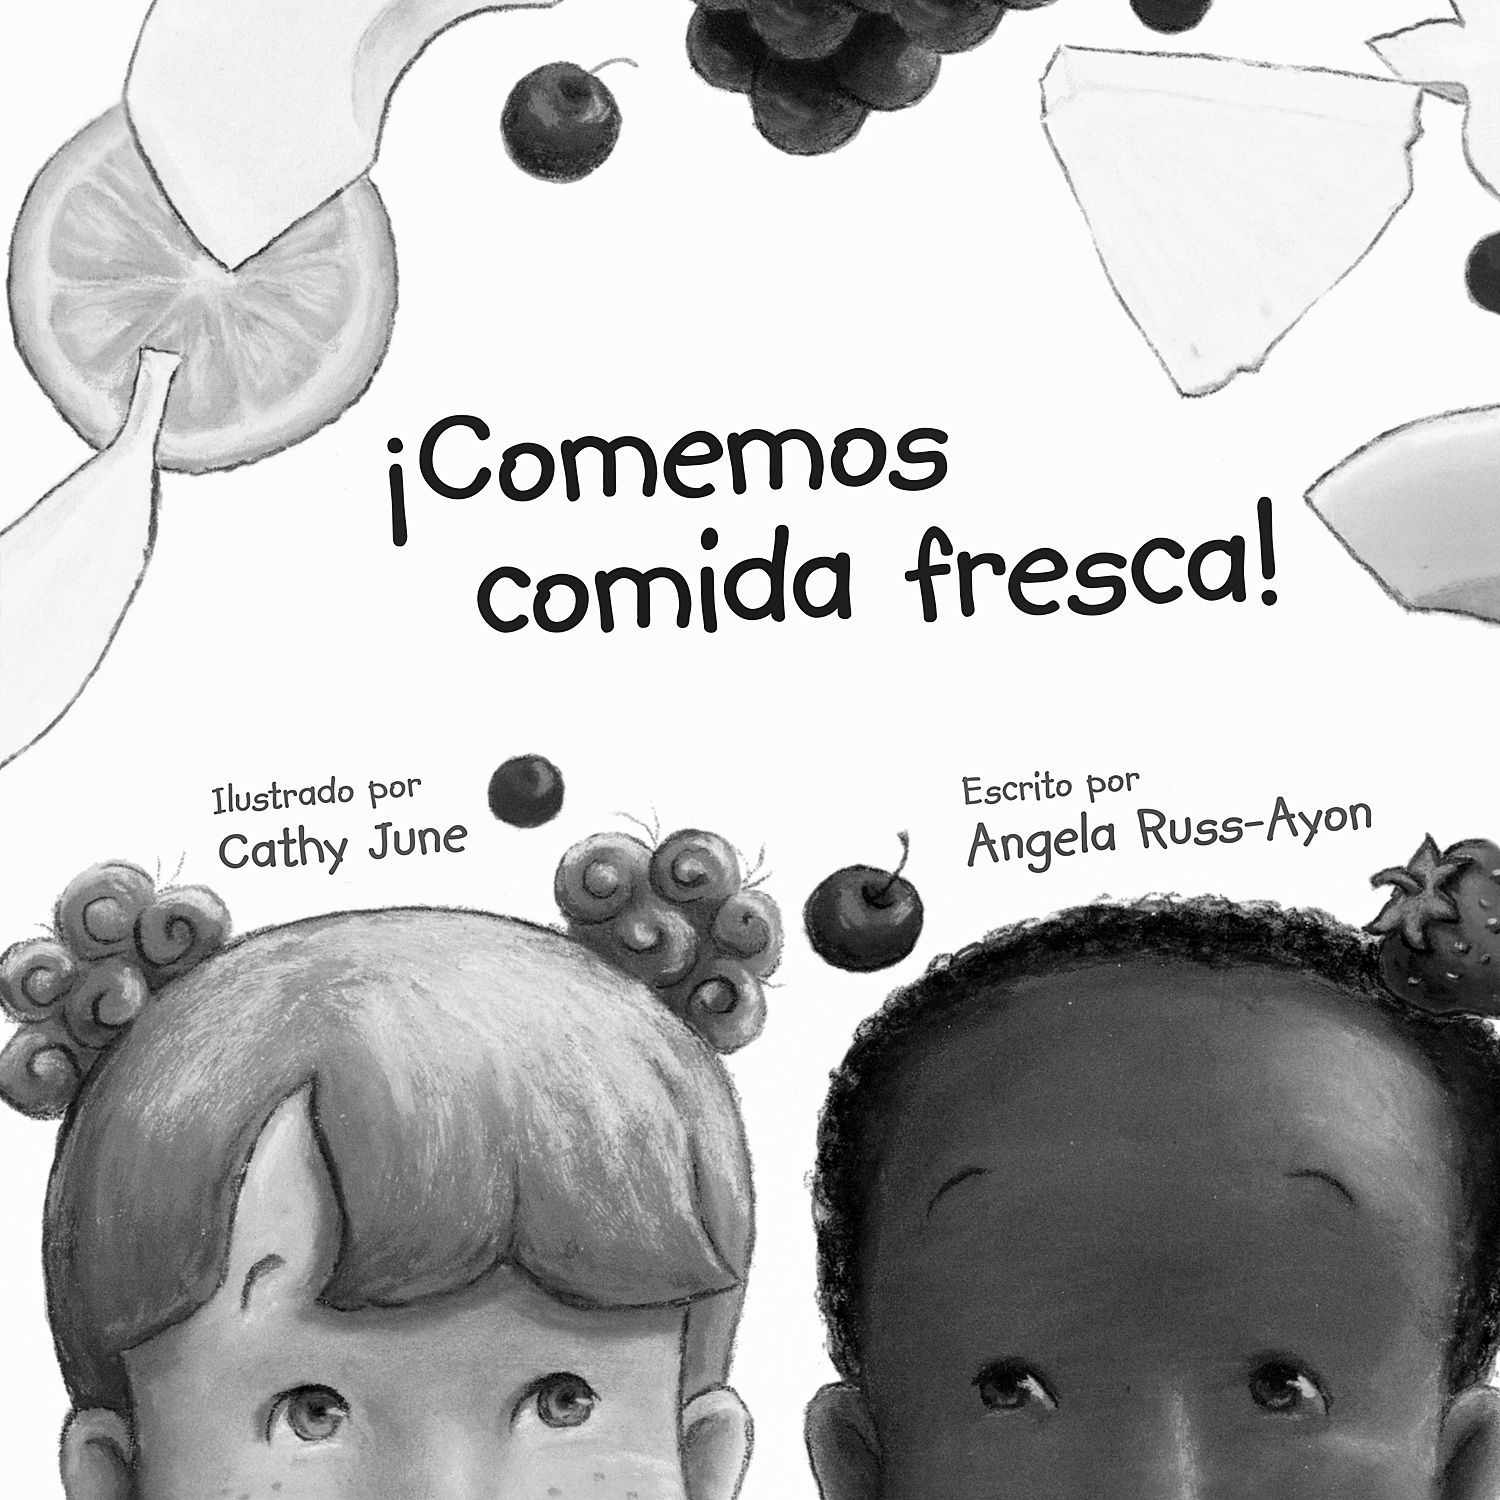 ¡Comemos
comida fresca!
Ilustrado por
Cathy June
Escrito por
Angela Russ-Ayon